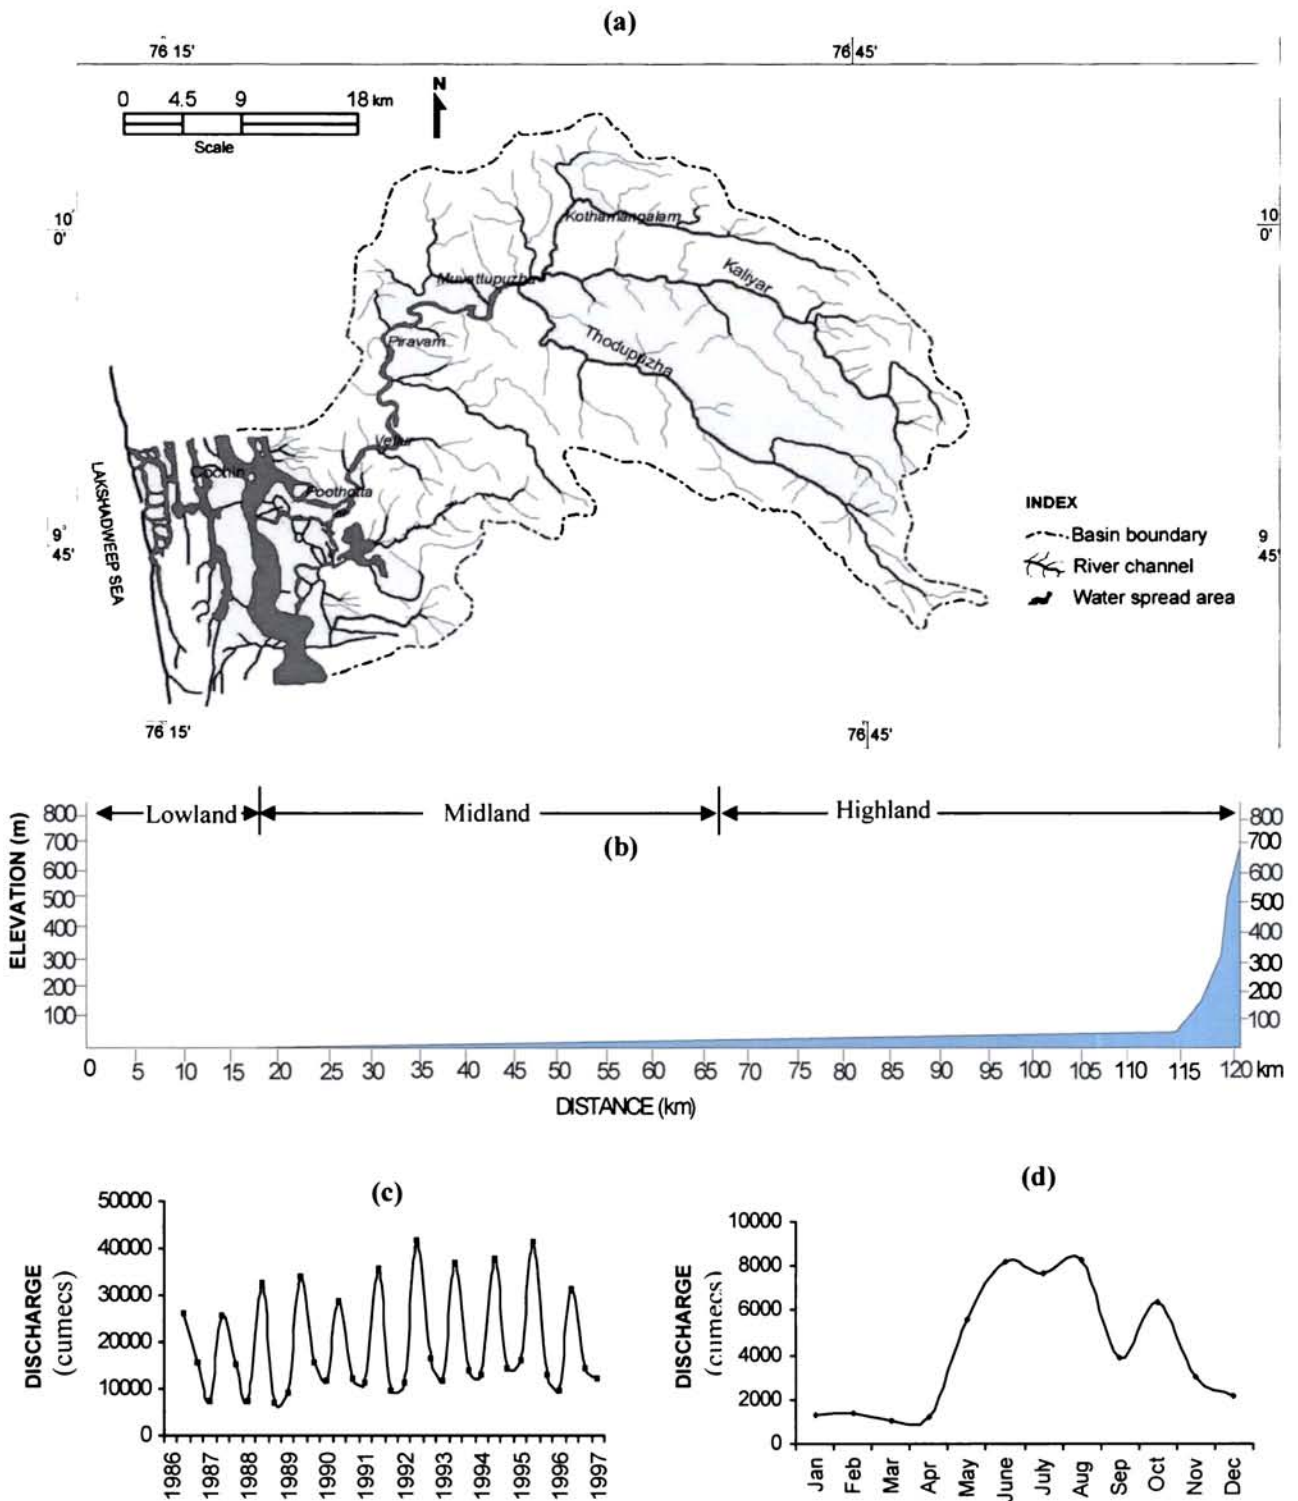 (a)
76 15'
76 45'
0 4.5 9 18 km
Scale
N
10° 0'
10 0'
Kothamangalam
Muvattupuzha
Kaliyar
Piravam
Thodupuzha
Vettur
Cochin
Poothotta
LAKSHADWEEP SEA
9° 45'
9 45'
INDEX
Basin boundary
River channel
Water spread area
76 15'
76 45'
Lowland Midland Highland
(b)
ELEVATION (m)
800 800
700 700
600 600
500 500
400 400
300 300
200 200
100 100
0 5 10 15 20 25 30 35 40 45 55 60 65 70 75 80 85 90 95 100 105 110 115 120 km
DISTANCE (km)
(c)
DISCHARGE
(cumecs)
50000
40000
30000
20000
10000
0
1986 1987 1988 1989 1990 1991 1992 1993 1994 1995 1996 1997
(d)
DISCHARGE
(cumecs)
10000
8000
6000
4000
2000
0
Jan Feb Mar Apr May June July Aug Sep Oct Nov Dec